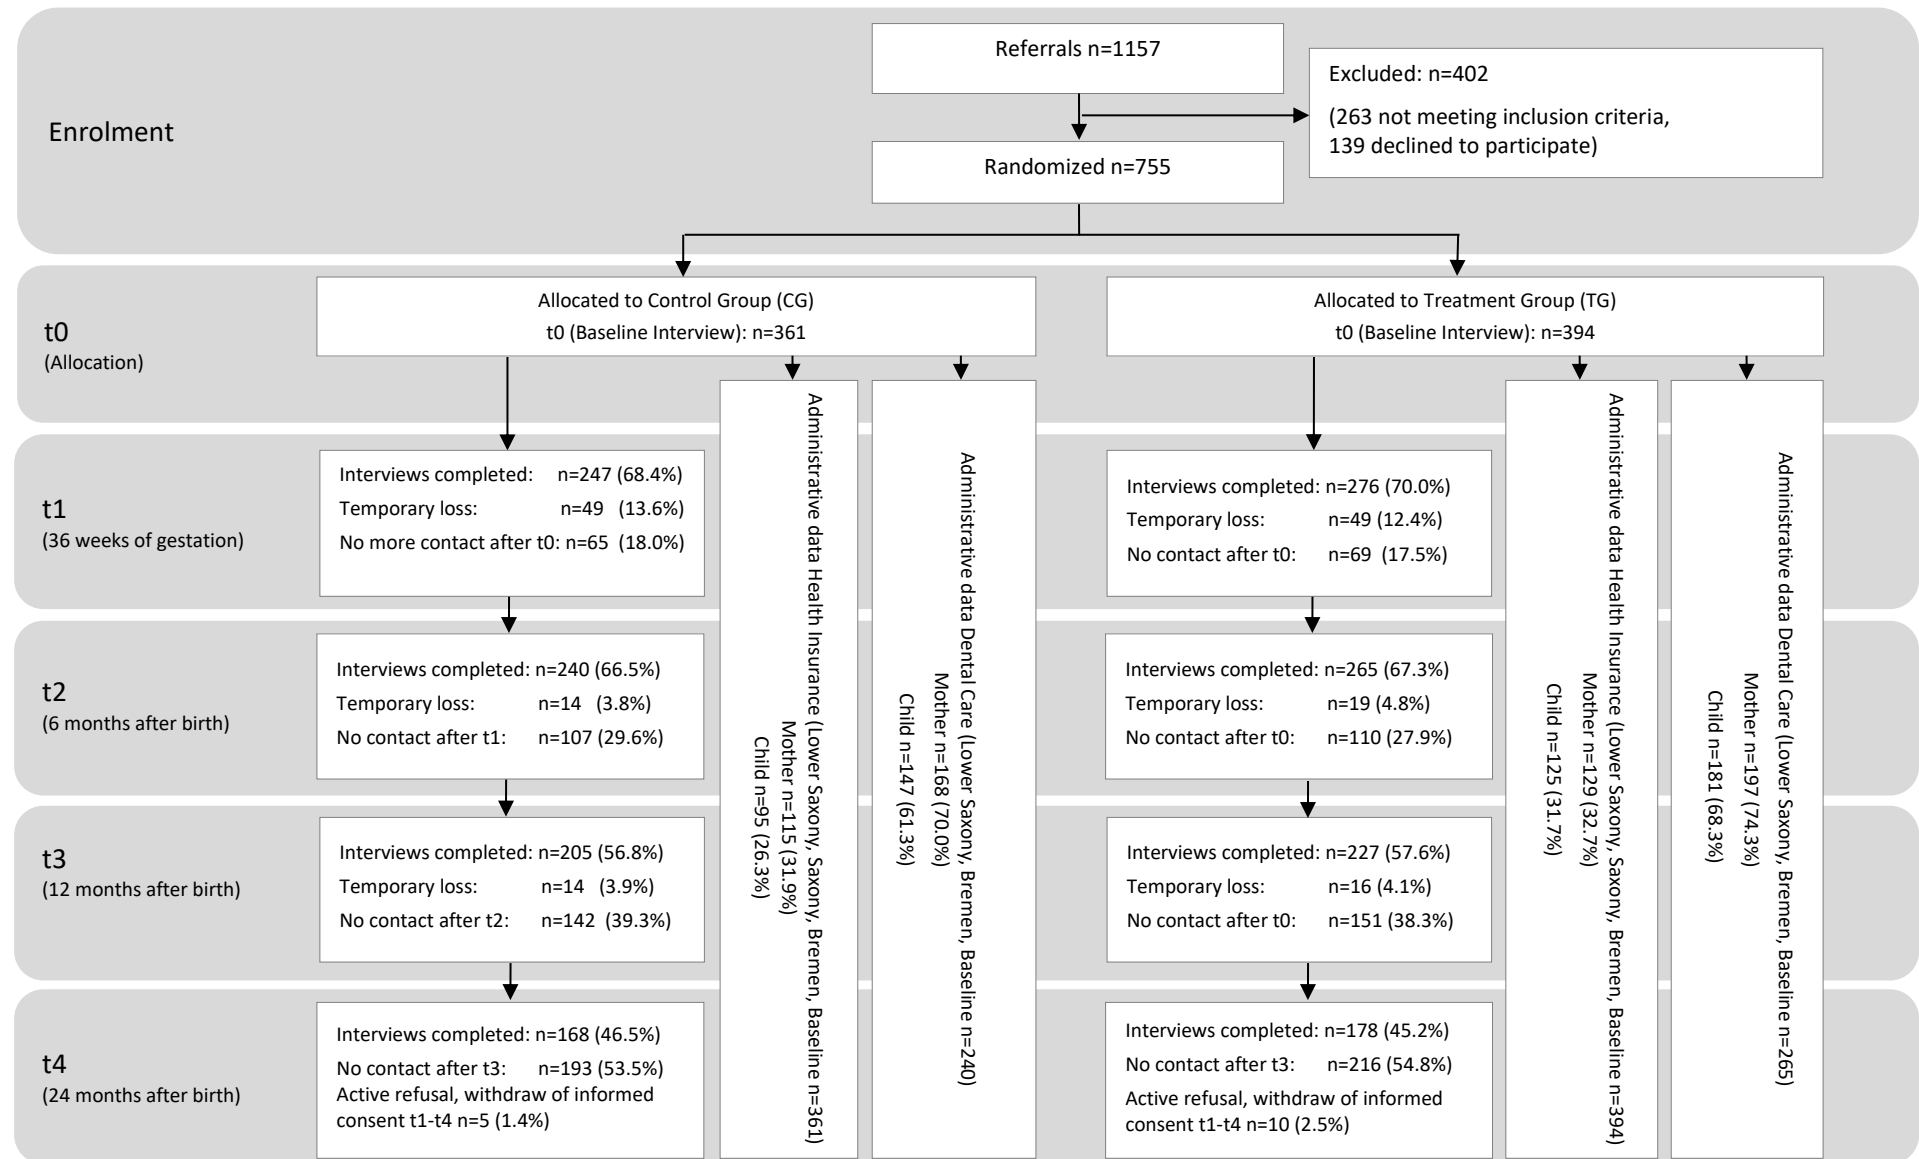 Enrolment
Referrals n=1157
Excluded: n=402
(263 not meeting inclusion criteria,
139 declined to participate)
Randomized n=755
t0
(Allocation)
Allocated to Control Group (CG)
t0 (Baseline Interview): n=361
Allocated to Treatment Group (TG)
t0 (Baseline Interview): n=394
t1
(36 weeks of gestation)
Interviews completed: n=247 (68.4%)
Temporary loss: n=49 (13.6%)
No more contact after t0: n=65 (18.0%)
Interviews completed: n=276 (70.0%)
Temporary loss: n=49 (12.4%)
No contact after t0: n=69 (17.5%)
t2
(6 months after birth)
Interviews completed: n=240 (66.5%)
Temporary loss: n=14 (3.8%)
No contact after t1: n=107 (29.6%)
Interviews completed: n=265 (67.3%)
Temporary loss: n=19 (4.8%)
No contact after t0: n=110 (27.9%)
t3
(12 months after birth)
Interviews completed: n=205 (56.8%)
Temporary loss: n=14 (3.9%)
No contact after t2: n=142 (39.3%)
Interviews completed: n=227 (57.6%)
Temporary loss: n=16 (4.1%)
No contact after t0: n=151 (38.3%)
t4
(24 months after birth)
Interviews completed: n=168 (46.5%)
No contact after t3: n=193 (53.5%)
Active refusal, withdraw of informed
consent t1-t4 n=5 (1.4%)
Interviews completed: n=178 (45.2%)
No contact after t3: n=216 (54.8%)
Active refusal, withdraw of informed
consent t1-t4 n=10 (2.5%)
Administrative data Health Insurance (Lower Saxony, Saxony, Bremen, Baseline n=361)
Mother n=115 (31.9%)
Child n=95 (26.3%)
Administrative data Dental Care (Lower Saxony, Bremen, Baseline n=240)
Mother n=168 (70.0%)
Child n=147 (61.3%)
Administrative data Health Insurance (Lower Saxony, Saxony, Bremen, Baseline n=394)
Mother n=129 (32.7%)
Child n=125 (31.7%)
Administrative data Dental Care (Lower Saxony, Bremen, Baseline n=265)
Mother n=197 (74.3%)
Child n=181 (68.3%)